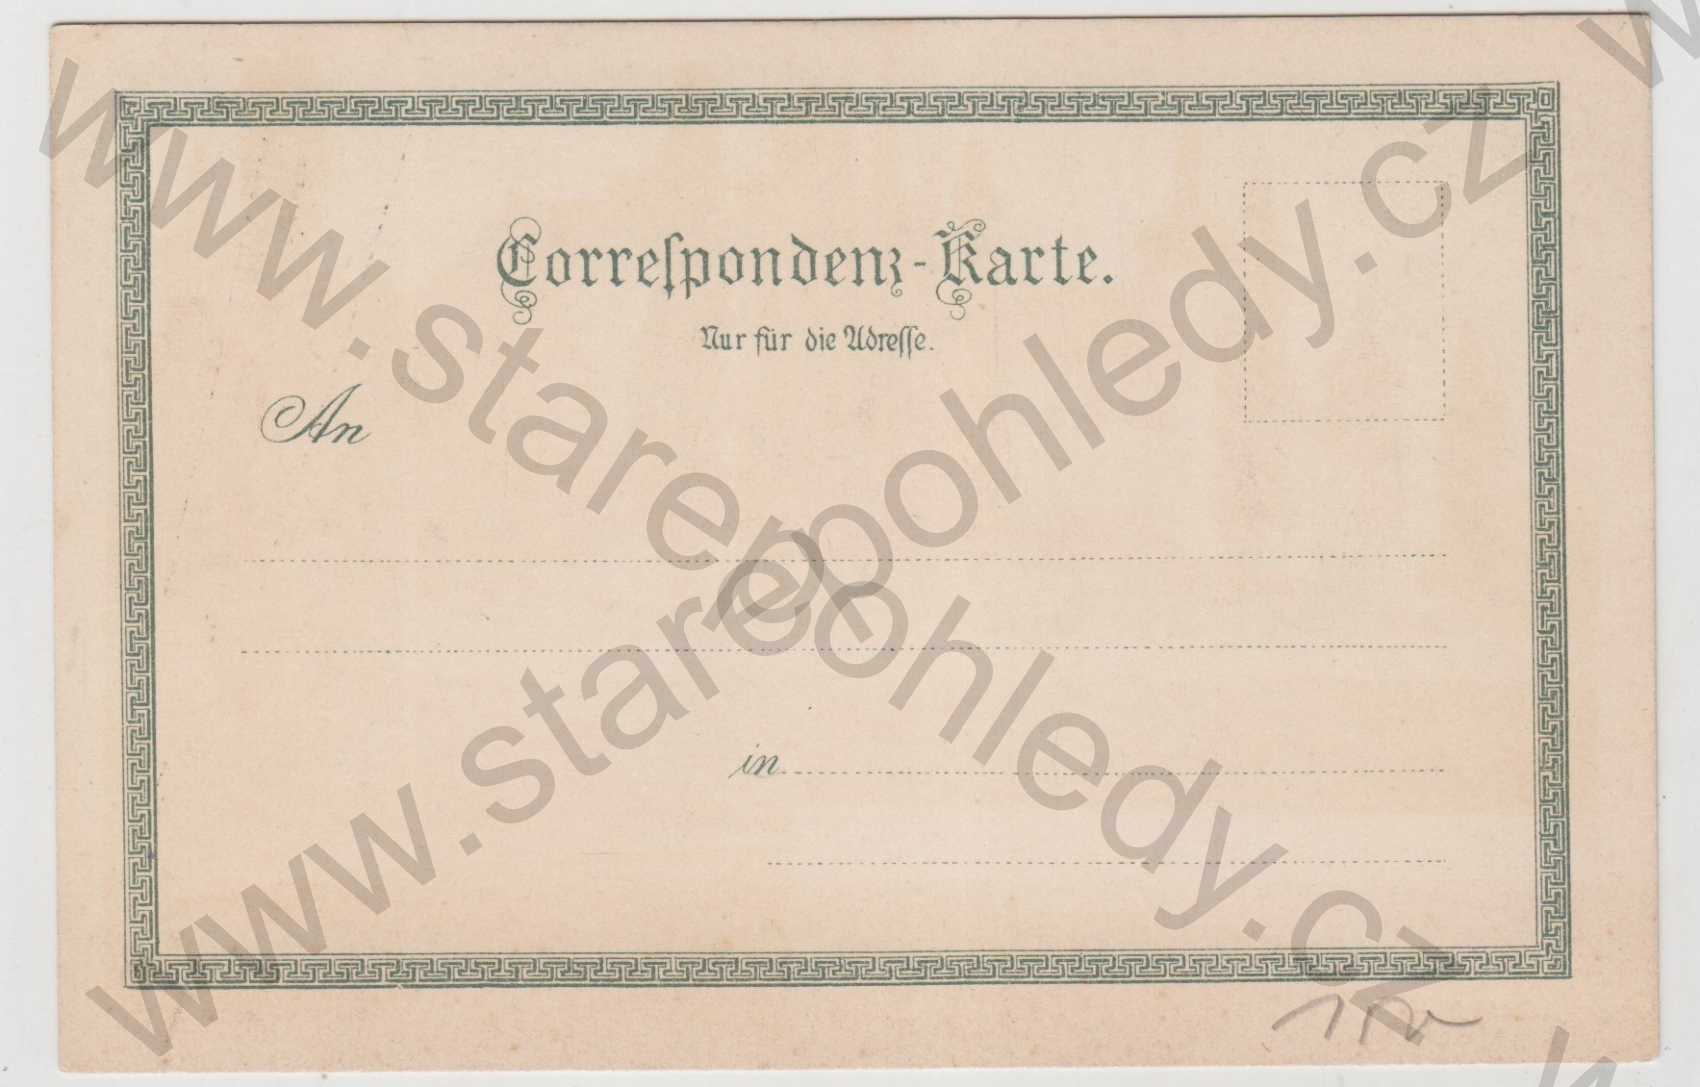 Correſpondenz-Karte.
Nur für die Adreſſe.
An
in
www.starepohledy.cz
www.starepohledy.cz